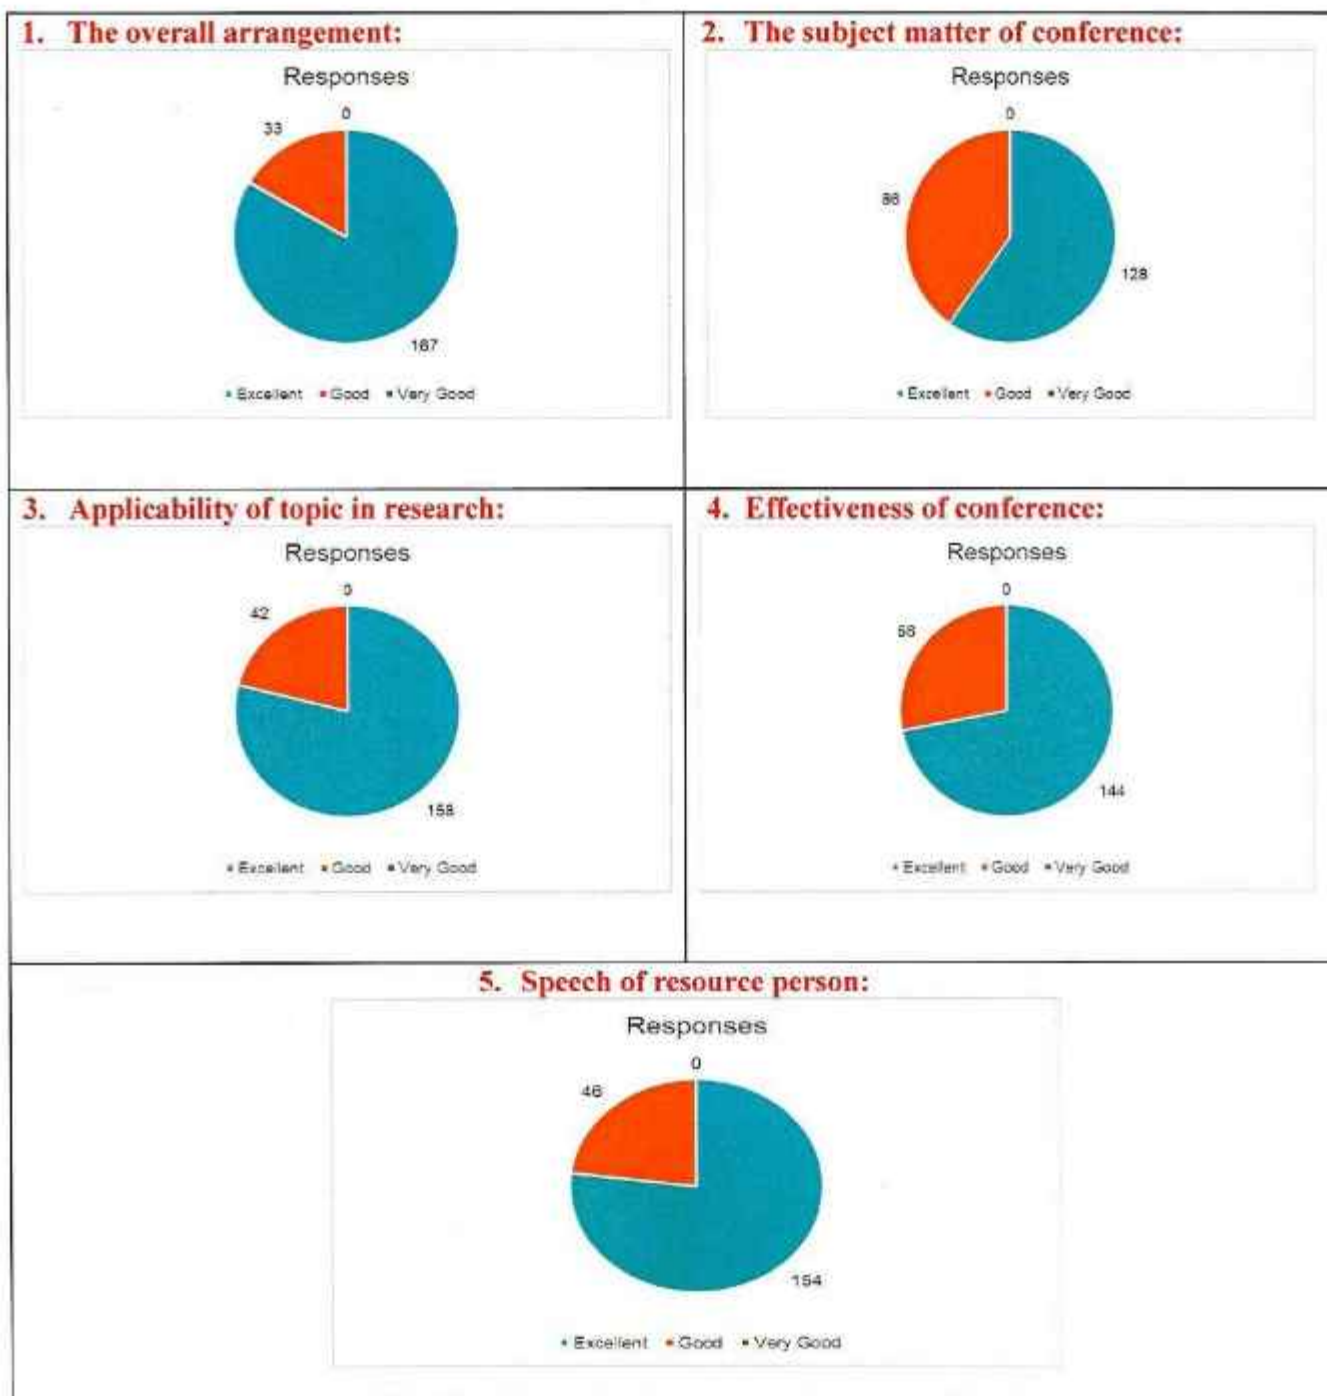 1. The overall arrangement:
Responses
0
33
167
Excellent Good Very Good
2. The subject matter of conference:
Responses
0
86
128
Excellent Good Very Good
3. Applicability of topic in research:
Responses
0
42
158
Excellent Good Very Good
4. Effectiveness of conference:
Responses
0
144
Excellent Good Very Good
5. Speech of resource person:
Responses
0
46
154
Excellent Good Very Good